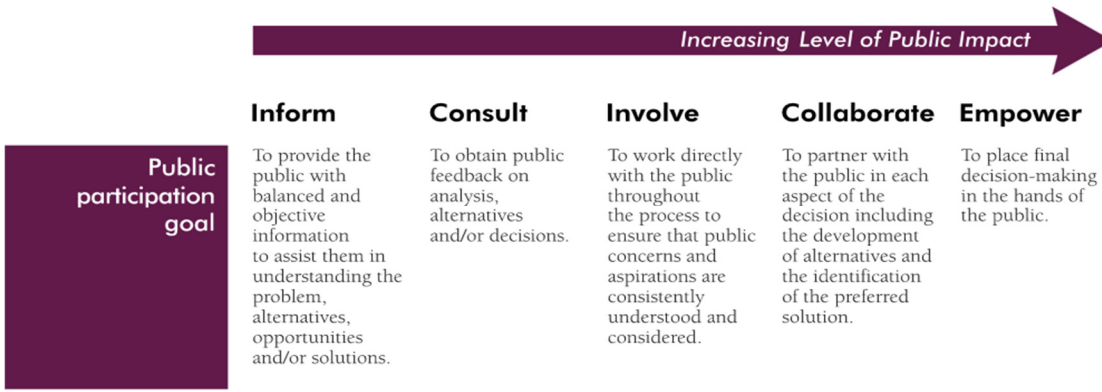 Increasing Level of Public Impact
Inform
Consult
Involve
Collaborate
Empower
Public
participation
goal
To provide the
public with
balanced and
objective
information
to assist them in
understanding the
problem,
alternatives,
opportunities
and/or solutions.
To obtain public
feedback on
analysis,
alternatives
and/or decisions.
To work directly
with the public
throughout
the process to
ensure that public
concerns and
aspirations are
consistently
understood and
considered.
To partner with
the public in each
aspect of the
decision including
the development
of alternatives and
the identification
of the preferred
solution.
To place final
decision-making
in the hands of
the public.